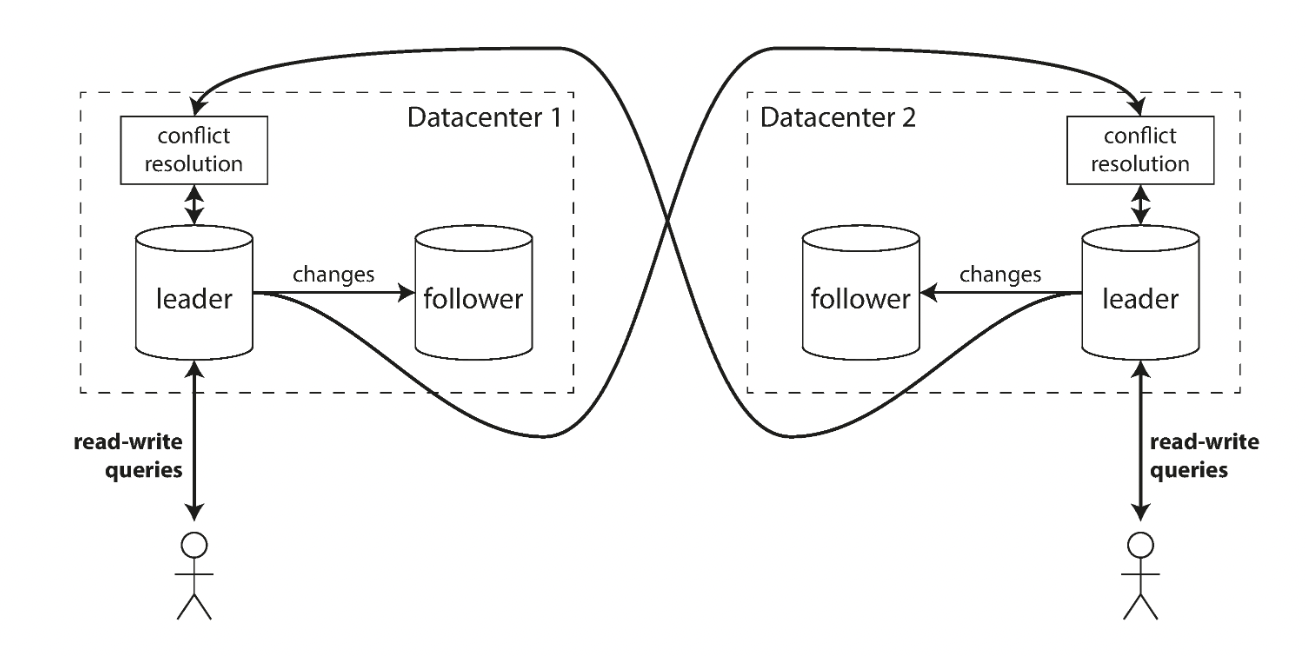 Datacenter 1
conflict
resolution
leader
changes
follower
read-write
queries
Datacenter 2
conflict
resolution
follower
changes
leader
read-write
queries